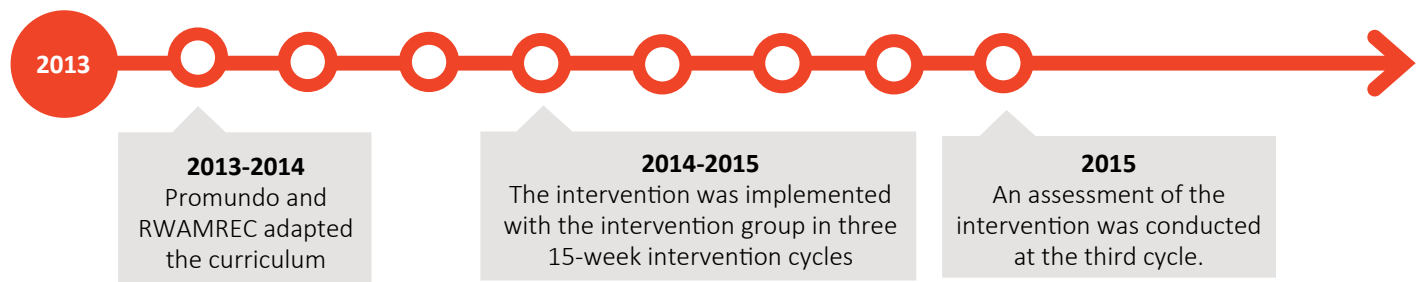 2013
2013-2014
Promundo and
RWAMREC adapted
the curriculum
2014-2015
The intervention was implemented
with the intervention group in three
15-week intervention cycles
2015
An assessment of the
intervention was conducted
at the third cycle.